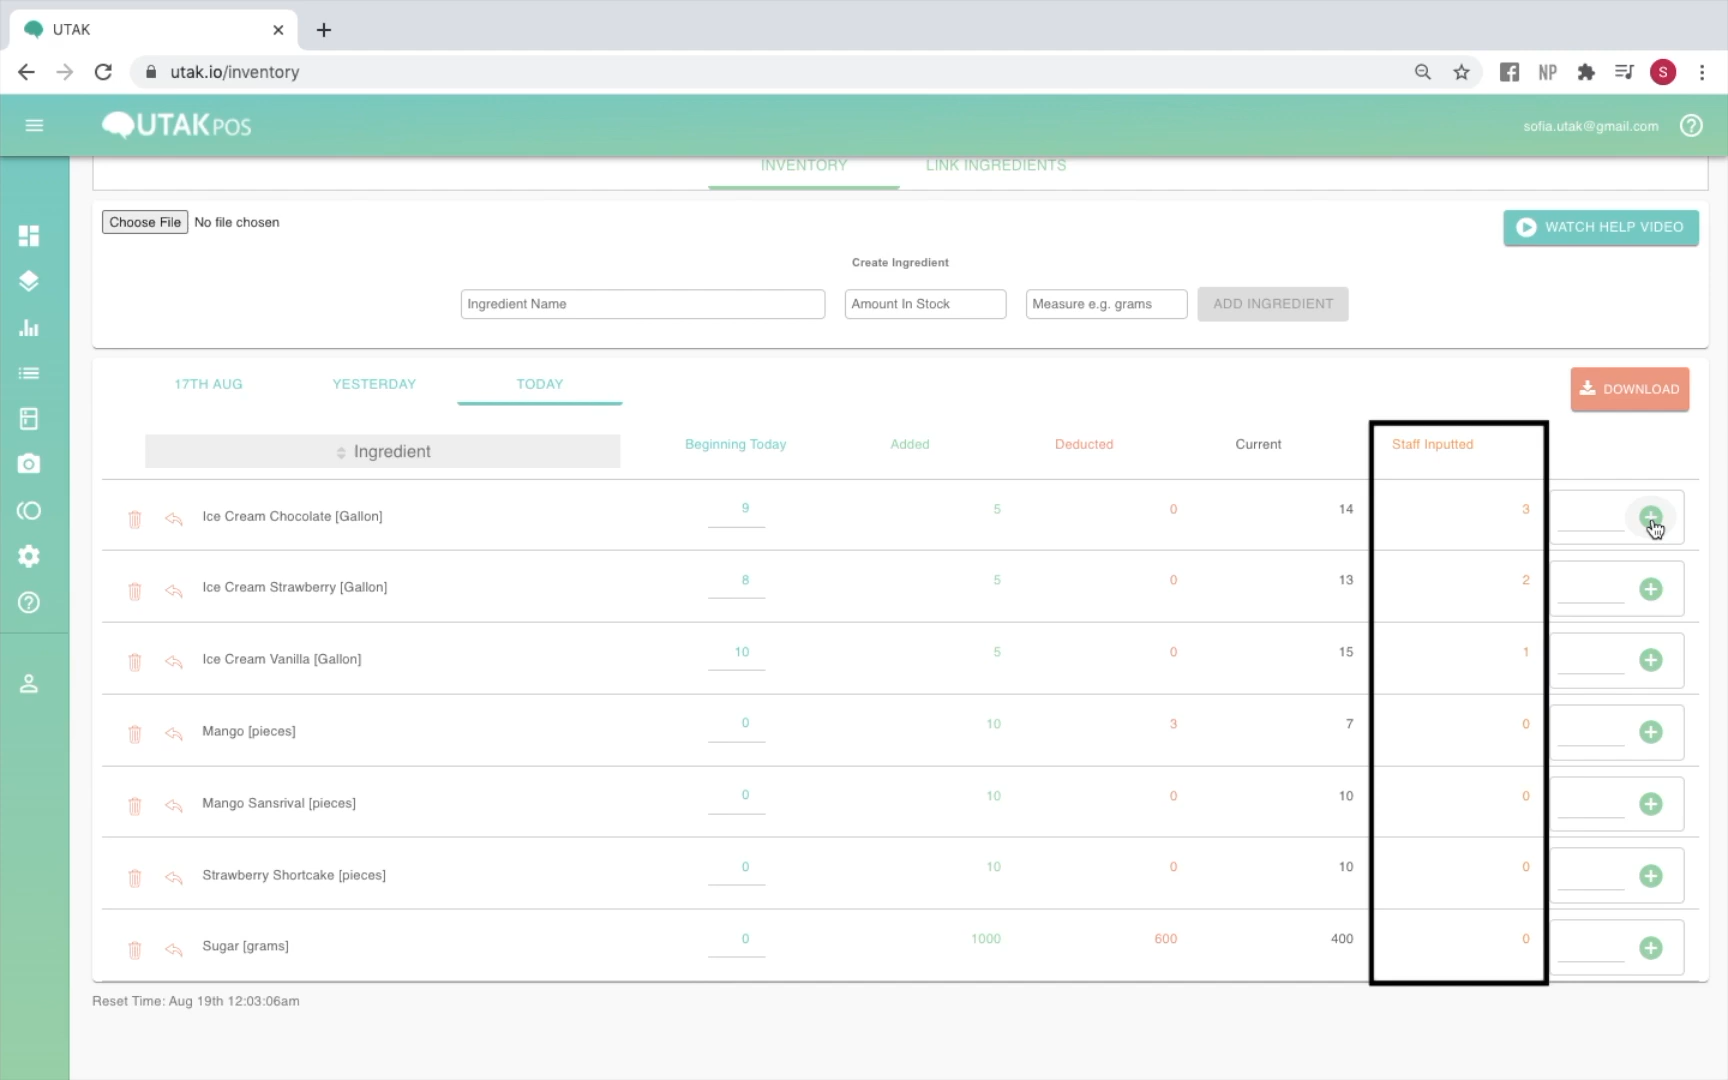 UTAK
utak.io/inventory
NP
S
UTAK POS
sofia.utak@gmail.com
INVENTORY LINK INGREDIENTS
Choose File No file chosen
WATCH HELP VIDEO
Create Ingredient
Ingredient Name Amount In Stock Measure e.g. grams ADD INGREDIENT
17TH AUG YESTERDAY TODAY
DOWNLOAD
Ingredient Beginning Today Added Deducted Current Staff Inputted
Ice Cream Chocolate [Gallon] 9 5 0 14 3
Ice Cream Strawberry [Gallon] 8 5 0 13 2
Ice Cream Vanilla [Gallon] 10 5 0 15 1
Mango [pieces] 0 10 3 7 0
Mango Sansrival [pieces] 0 10 0 10 0
Strawberry Shortcake [pieces] 0 10 0 10 0
Sugar [grams] 0 1000 600 400 0
Reset Time: Aug 19th 12:03:06am